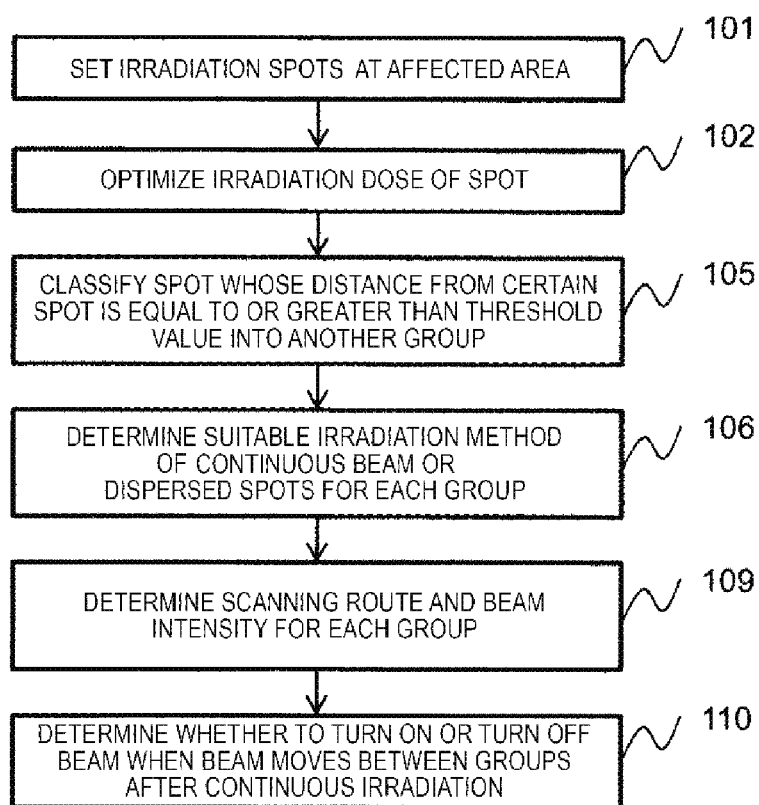 101
SET IRRADIATION SPOTS AT AFFECTED AREA
102
OPTIMIZE IRRADIATION DOSE OF SPOT
105
CLASSIFY SPOT WHOSE DISTANCE FROM CERTAIN
SPOT IS EQUAL TO OR GREATER THAN THRESHOLD
VALUE INTO ANOTHER GROUP
106
DETERMINE SUITABLE IRRADIATION METHOD
OF CONTINUOUS BEAM OR
DISPERSED SPOTS FOR EACH GROUP
109
DETERMINE SCANNING ROUTE AND BEAM
INTENSITY FOR EACH GROUP
110
DETERMINE WHETHER TO TURN ON OR TURN OFF
BEAM WHEN BEAM MOVES BETWEEN GROUPS
AFTER CONTINUOUS IRRADIATION